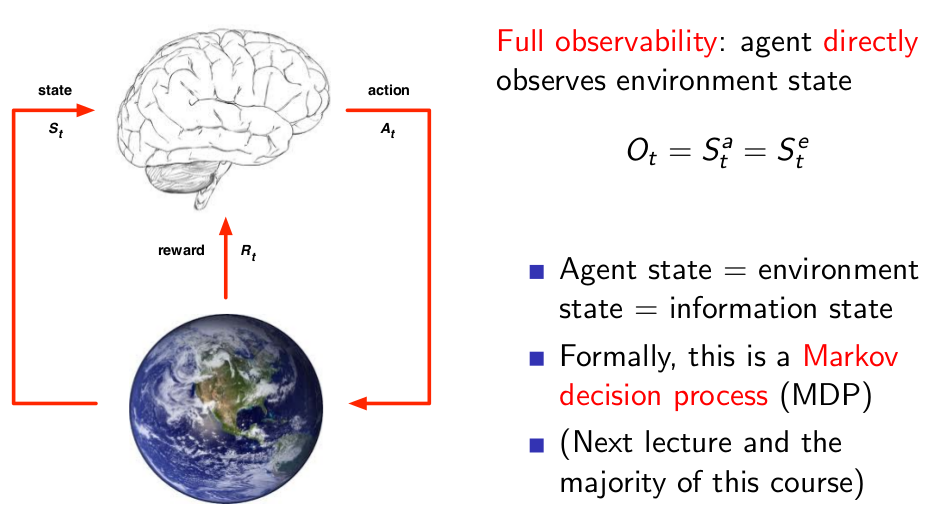 state
S_t
action
A_t
reward R_t
Full observability: agent directly
observes environment state
O_t = S_t^a = S_t^e
Agent state = environment
state = information state
Formally, this is a Markov
decision process (MDP)
(Next lecture and the
majority of this course)